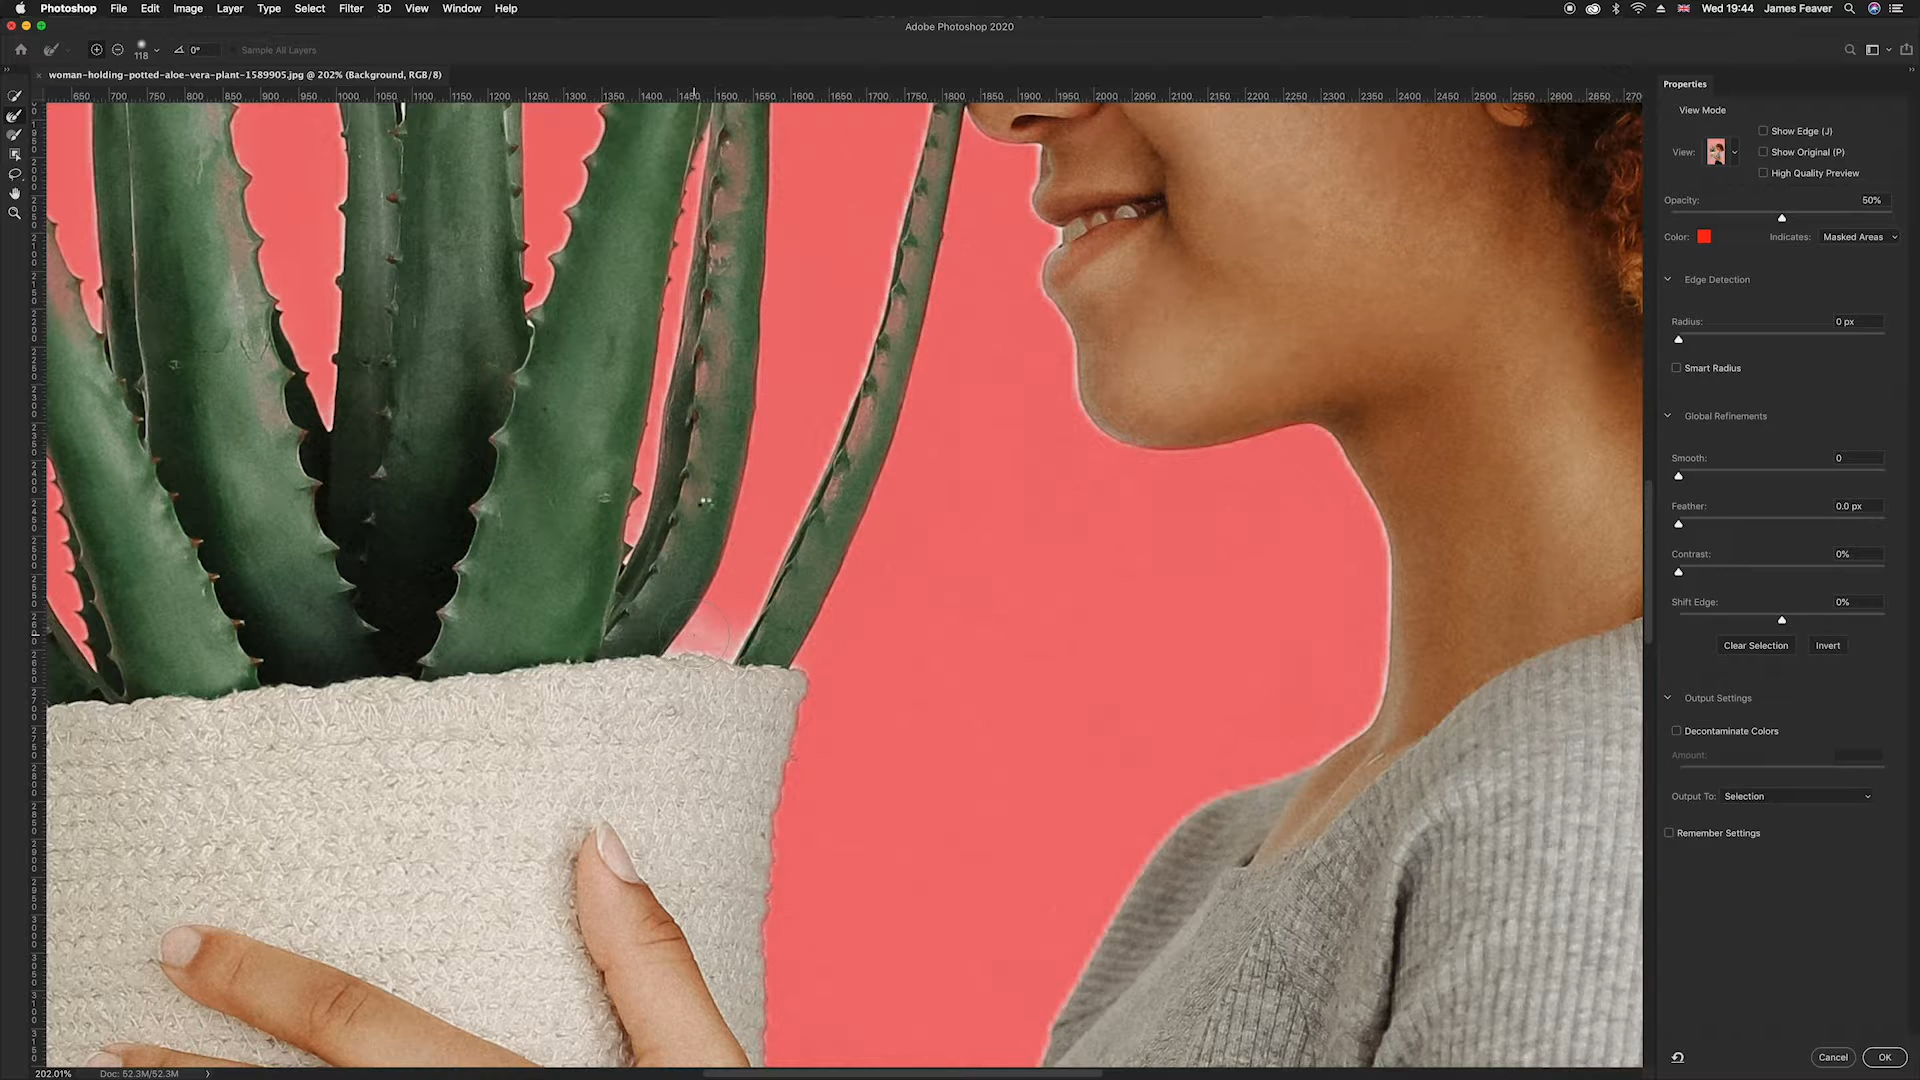 Photoshop File Edit Image Layer Type Select Filter 3D View Window Help Wed 19:44 James Feaver
Adobe Photoshop 2020
118 0° Sample All Layers
× woman-holding-potted-aloe-vera-plant-1589905.jpg @ 202% (Background, RGB/8)
650 700 750 800 850 900 950 1000 1050 1100 1150 1200 1250 1300 1350 1400 1450 1500 1550 1600 1650 1700 1750 1800 1850 1900 1950 2000 2050 2100 2150 2200 2250 2300 2350 2400 2450 2500 2550 2600 2650 270
Properties
View Mode
Show Edge (J)
View: Show Original (P)
High Quality Preview
Opacity: 50%
Color: Indicates: Masked Areas
Edge Detection
Radius: 0 px
Smart Radius
Global Refinements
Smooth: 0
Feather: 0.0 px
Contrast: 0%
Shift Edge: 0%
Clear Selection Invert
Output Settings
Decontaminate Colors
Amount:
Output To: Selection
Remember Settings
Cancel OK
202.01% Doc: 52.3M/52.3M